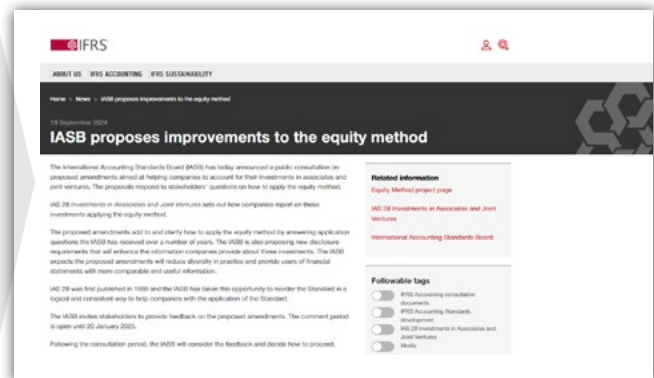 IFRS
ABOUT US IFRS ACCOUNTING IFRS SUSTAINABILITY
Home > News > IASB proposes improvements to the equity method
19 September 2024
IASB proposes improvements to the equity method
The International Accounting Standards Board (IASB) has today announced a public consultation on
proposed amendments aimed at helping companies to account for their investments in associates and
joint ventures. The proposals respond to stakeholders' questions on how to apply the equity method.
IAS 28 Investments in Associates and Joint Ventures sets out how companies report on these
investments applying the equity method.
The proposed amendments add to and clarify how to apply the equity method by answering application
questions the IASB has received over a number of years. The IASB is also proposing new disclosure
requirements that will enhance the information companies provide about these investments. The IASB
expects the proposed amendments will reduce diversity in practice and provide users of financial
statements with more comparable and useful information.
IAS 28 was first published in 1989 and the IASB has taken this opportunity to reorder the Standard in a
logical and consistent way to help companies with the application of the Standard.
The IASB invites stakeholders to provide feedback on the proposed amendments. The comment period
is open until 20 January 2025.
Following the consultation period, the IASB will consider the feedback and decide how to proceed.
Related information
Equity Method project page
IAS 28 Investments in Associates and Joint
Ventures
International Accounting Standards Board
Followable tags
IFRS Accounting consultative
documents
IFRS Accounting Standards
development
IAS 28 Investments in Associates and
Joint Ventures
Media